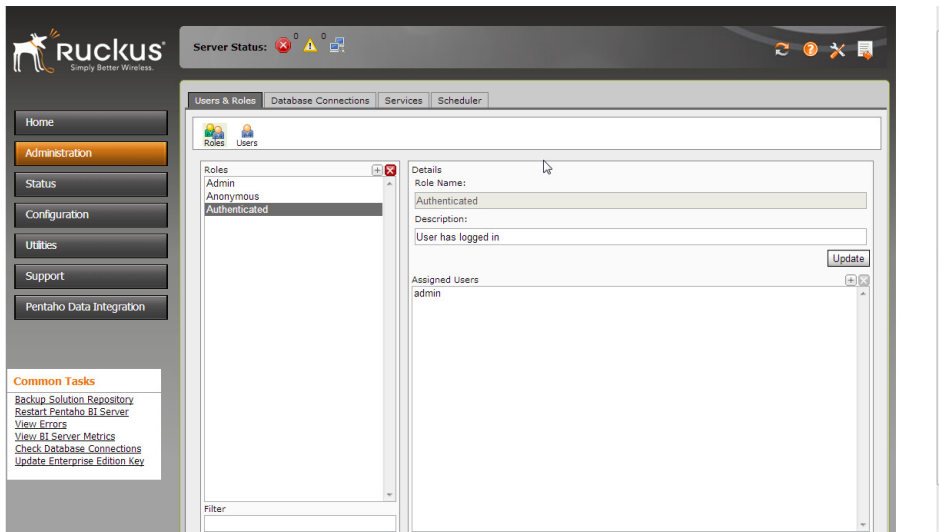 RUCKUS
Simply Better Wireless.
Server Status: 0 0
Users & Roles Database Connections Services Scheduler
Home
Administration
Status
Configuration
Utilities
Support
Pentaho Data Integration
Common Tasks
Backup Solution Repository
Restart Pentaho BI Server
View Errors
View BI Server Metrics
Check Database Connections
Update Enterprise Edition Key
Roles Users
Roles
Admin
Anonymous
Authenticated
Filter
Details
Role Name:
Authenticated
Description:
User has logged in
Update
Assigned Users
admin